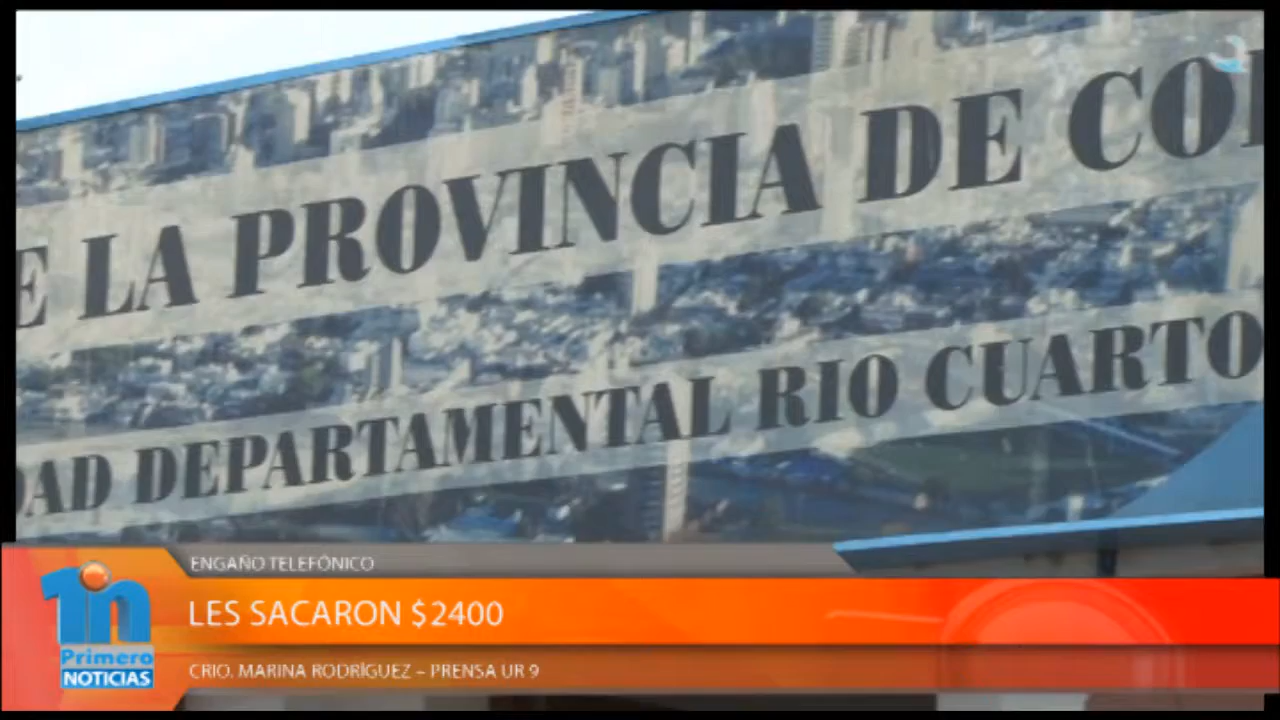 E LA PROVINCIA DE CO
DAD DEPARTAMENTAL RIO CUARTO
ENGAÑO TELEFÓNICO
LES SACARON $2400
CRIO. MARINA RODRÍGUEZ – PRENSA UR 9
1n
Primero
NOTICIAS